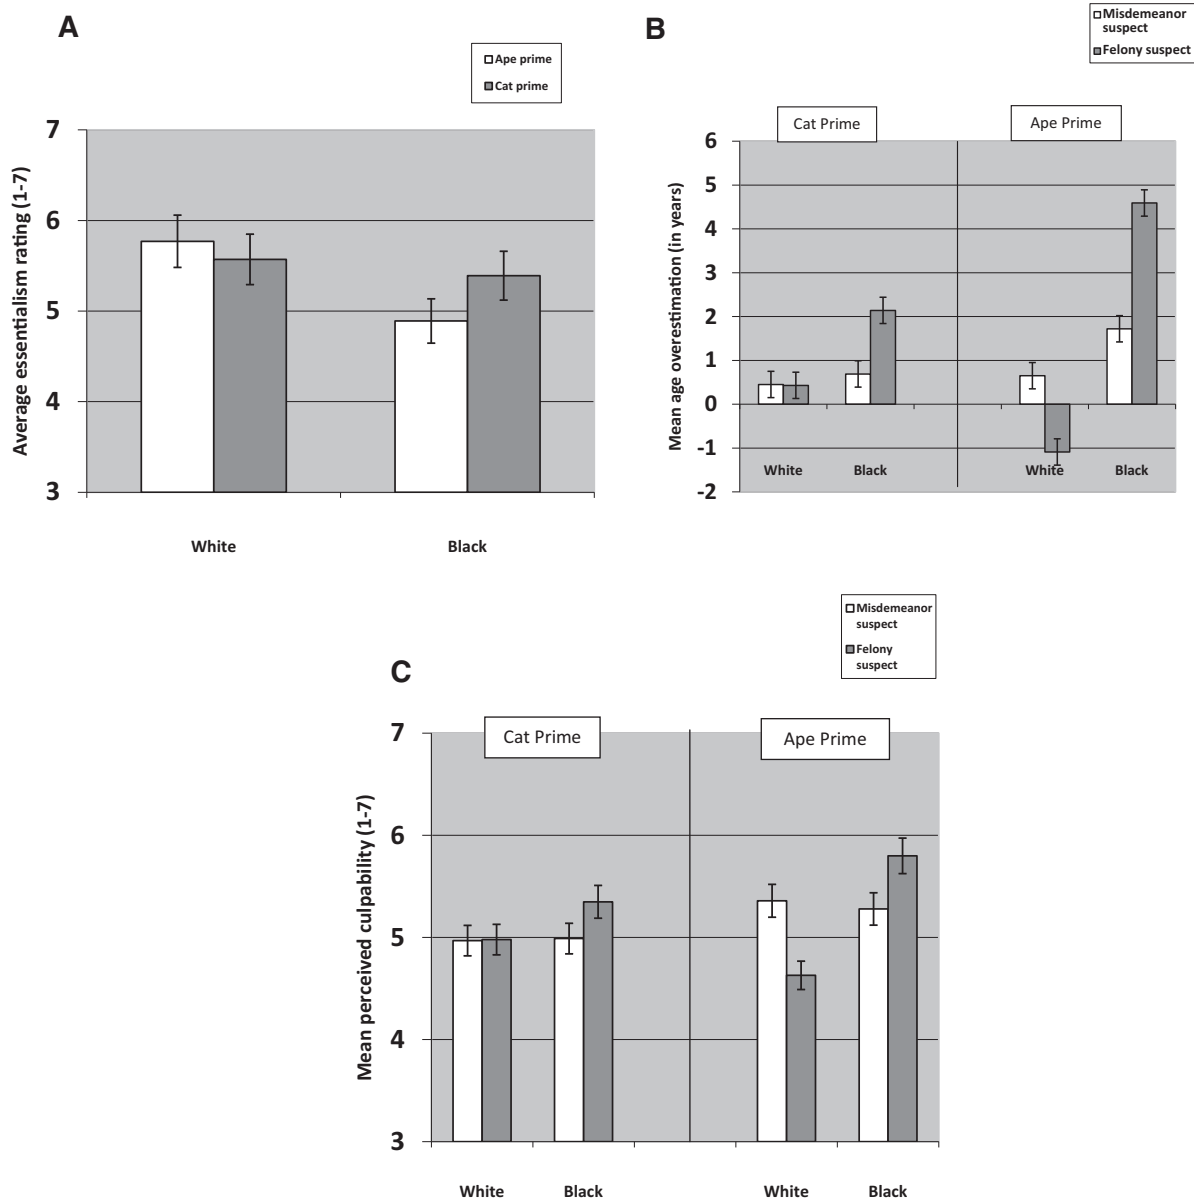 A
Ape prime
Cat prime
Average essentialism rating (1-7)
7
6
5
4
3
White
Black
B
Misdemeanor
suspect
Felony suspect
Cat Prime
Ape Prime
Mean age overestimation (in years)
6
5
4
3
2
1
0
-1
-2
White
Black
White
Black
C
Misdemeanor
suspect
Felony
suspect
Cat Prime
Ape Prime
Mean perceived culpability (1-7)
7
6
5
4
3
White
Black
White
Black